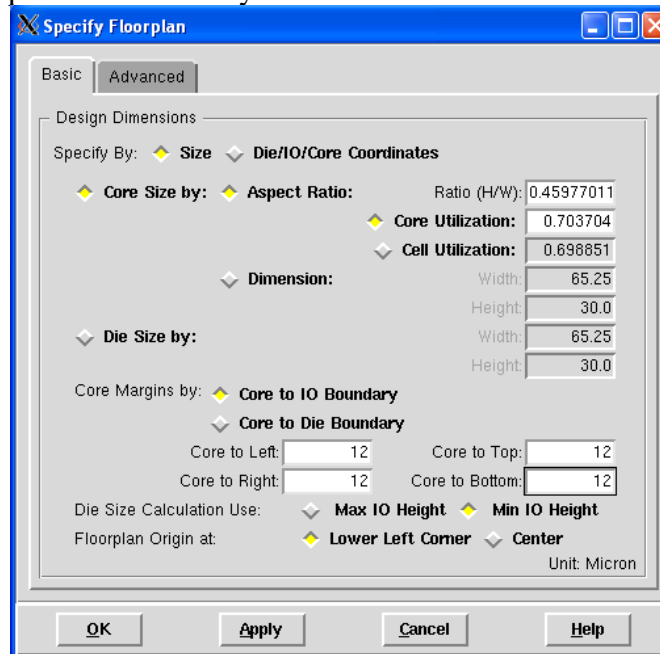 Specify Floorplan
Basic Advanced
Design Dimensions
Specify By: Size Die/IO/Core Coordinates
Core Size by: Aspect Ratio: Ratio (H/W): 0.45977011
Core Utilization: 0.703704
Cell Utilization: 0.698851
Dimension: Width: 65.25
Height: 30.0
Die Size by: Width: 65.25
Height: 30.0
Core Margins by: Core to IO Boundary
Core to Die Boundary
Core to Left: 12 Core to Top: 12
Core to Right: 12 Core to Bottom: 12
Die Size Calculation Use: Max IO Height Min IO Height
Floorplan Origin at: Lower Left Corner Center
Unit: Micron
OK Apply Cancel Help